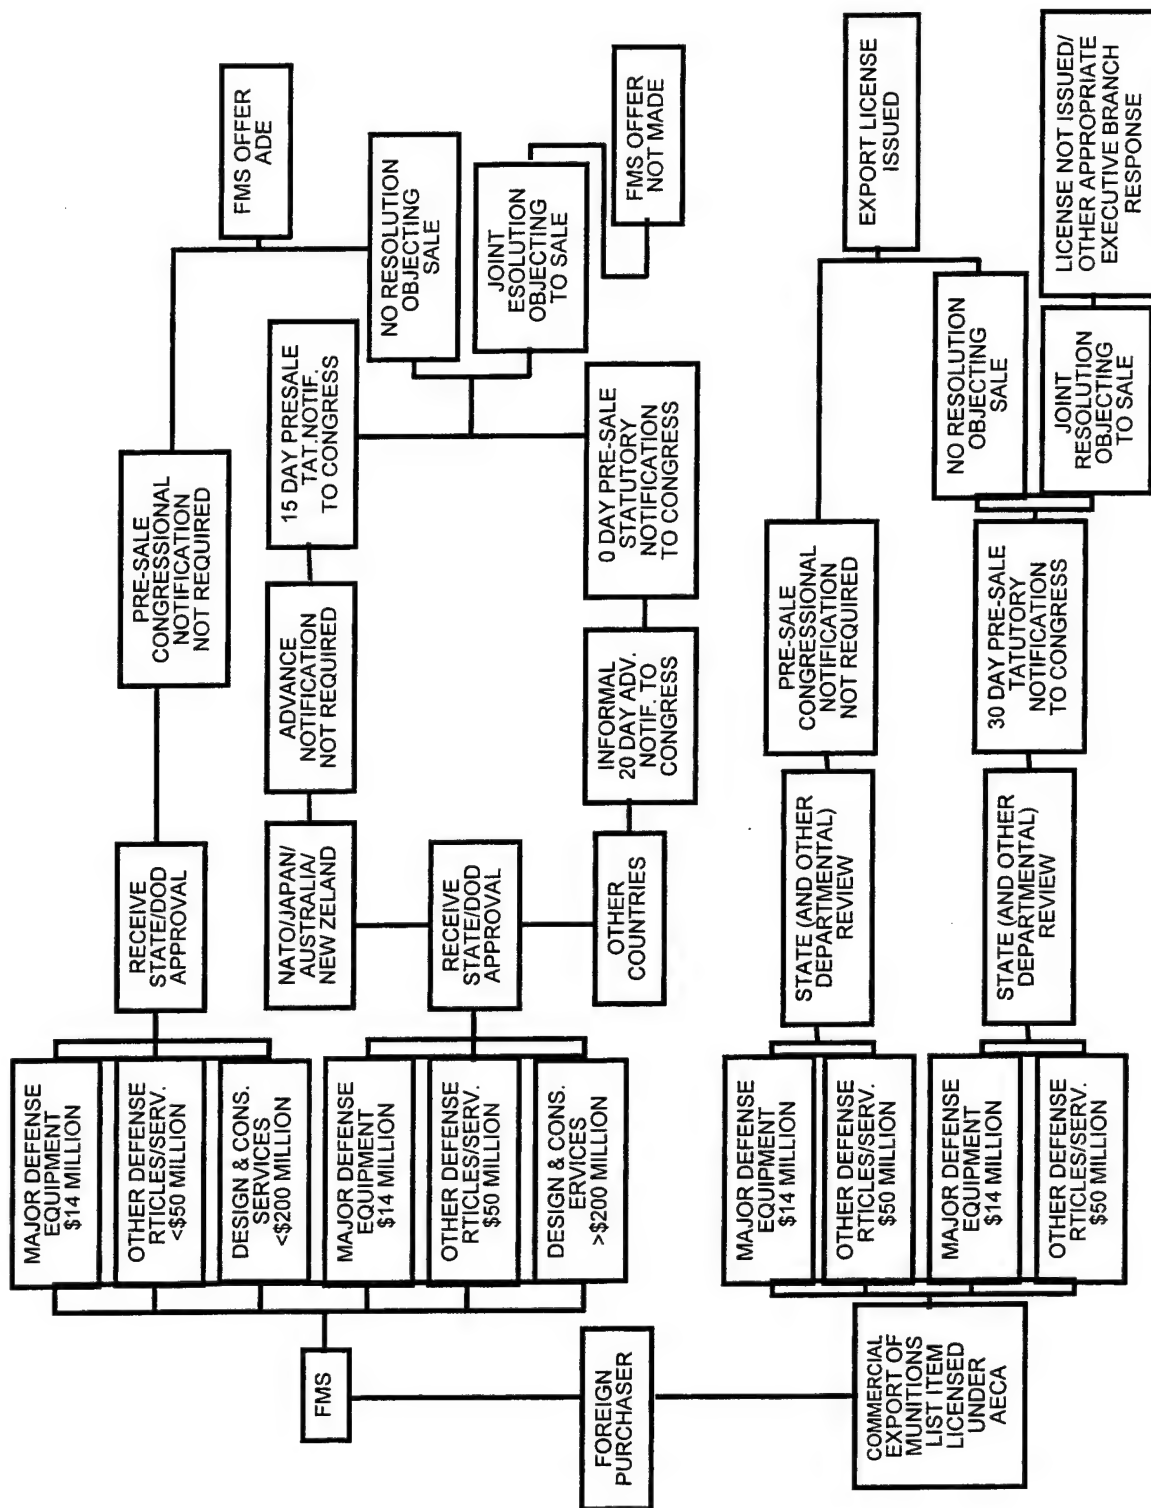 FOREIGN
PURCHASER
FMS
COMMERCIAL
EXPORT OF
MUNITIONS
LIST ITEM
LICENSED
UNDER
AECA
MAJOR DEFENSE
EQUIPMENT
$14 MILLION
OTHER DEFENSE
RTICLES/SERV.
<$50 MILLION
DESIGN & CONS.
SERVICES
<$200 MILLION
MAJOR DEFENSE
EQUIPMENT
$14 MILLION
OTHER DEFENSE
RTICLES/SERV.
$50 MILLION
DESIGN & CONS.
ERVICES
>$200 MILLION
MAJOR DEFENSE
EQUIPMENT
$14 MILLION
OTHER DEFENSE
RTICLES/SERV.
$50 MILLION
MAJOR DEFENSE
EQUIPMENT
$14 MILLION
OTHER DEFENSE
RTICLES/SERV.
$50 MILLION
RECEIVE
STATE/DOD
APPROVAL
NATO/JAPAN/
AUSTRALIA/
NEW ZELAND
RECEIVE
STATE/DOD
APPROVAL
OTHER
COUNTRIES
STATE (AND OTHER
DEPARTMENTAL)
REVIEW
STATE (AND OTHER
DEPARTMENTAL)
REVIEW
PRE-SALE
CONGRESSIONAL
NOTIFICATION
NOT REQUIRED
ADVANCE
NOTIFICATION
NOT REQUIRED
INFORMAL
20 DAY ADV.
NOTIF. TO
CONGRESS
PRE-SALE
CONGRESSIONAL
NOTIFICATION
NOT REQUIRED
30 DAY PRE-SALE
TATUTORY
NOTIFICATION
TO CONGRESS
15 DAY PRESALE
TAT.NOTIF.
TO CONGRESS
0 DAY PRE-SALE
STATUTORY
NOTIFICATION
TO CONGRESS
NO RESOLUTION
OBJECTING
SALE
JOINT
ESOLUTION
OBJECTING
TO SALE
NO RESOLUTION
OBJECTING
SALE
JOINT
RESOLUTION
OBJECTING
TO SALE
FMS OFFER
ADE
FMS OFFER
NOT MADE
EXPORT LICENSE
ISSUED
LICENSE NOT ISSUED/
OTHER APPROPRIATE
EXECUTIVE BRANCH
RESPONSE